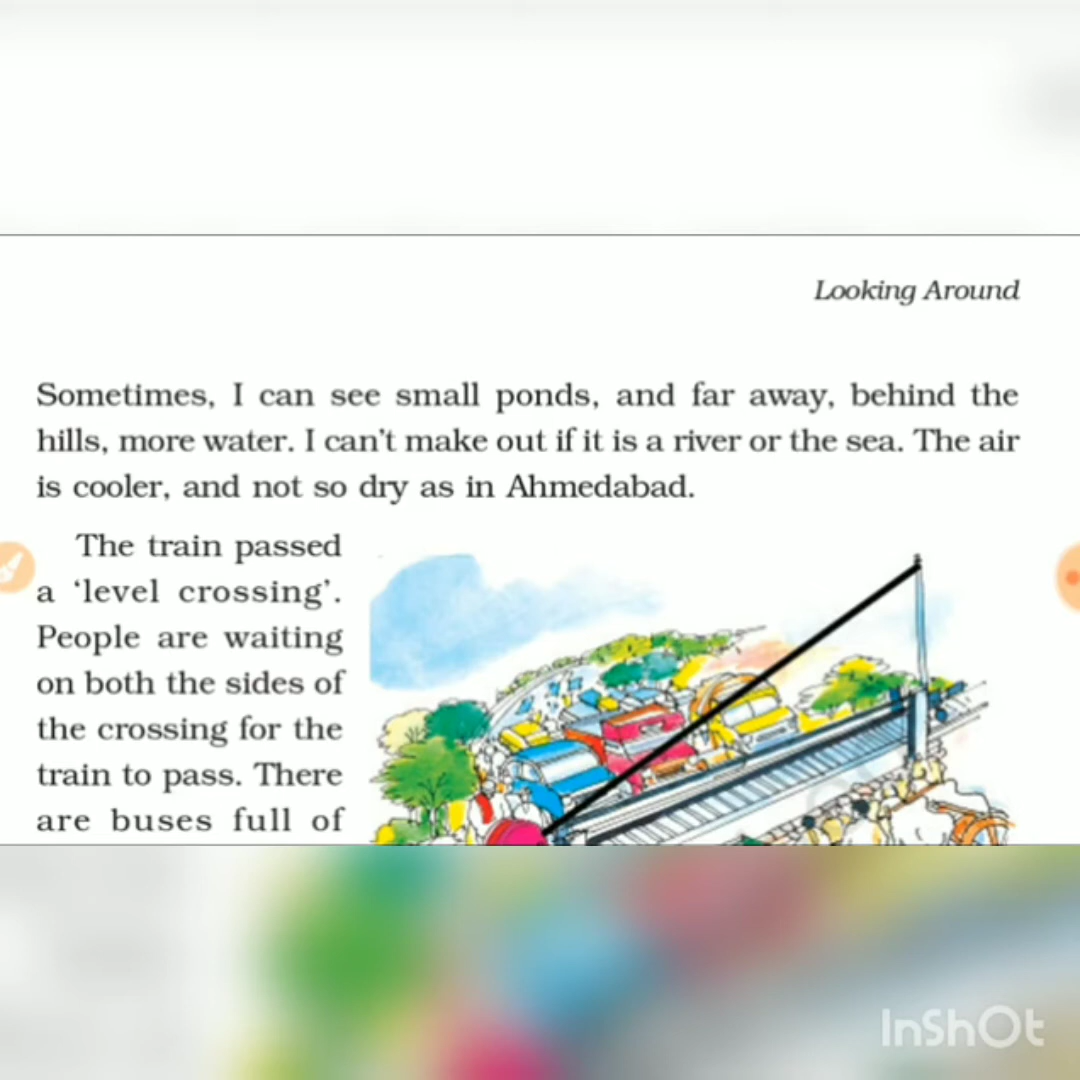 Looking Around
Sometimes, I can see small ponds, and far away, behind the
hills, more water. I can't make out if it is a river or the sea. The air
is cooler, and not so dry as in Ahmedabad.
The train passed
a ‘level crossing’.
People are waiting
on both the sides of
the crossing for the
train to pass. There
are buses full of
InShOt